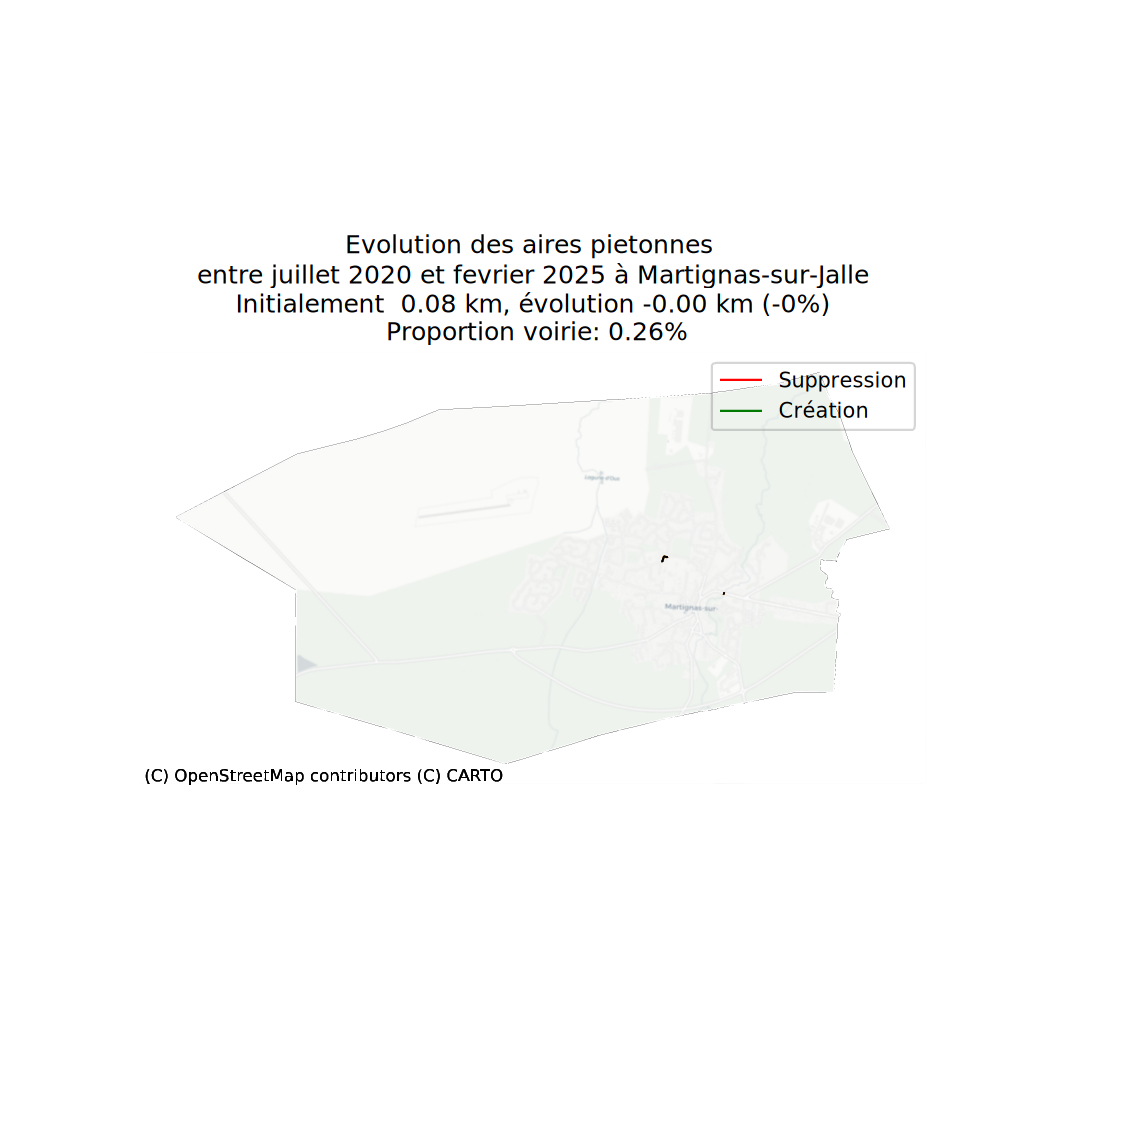 Evolution des aires pietonnes
entre juillet 2020 et fevrier 2025 à Martignas-sur-Jalle
Initialement  0.08 km, évolution -0.00 km (-0%)
Proportion voirie: 0.26%
Suppression
Création
Martignas-sur-
(C) OpenStreetMap contributors (C) CARTO